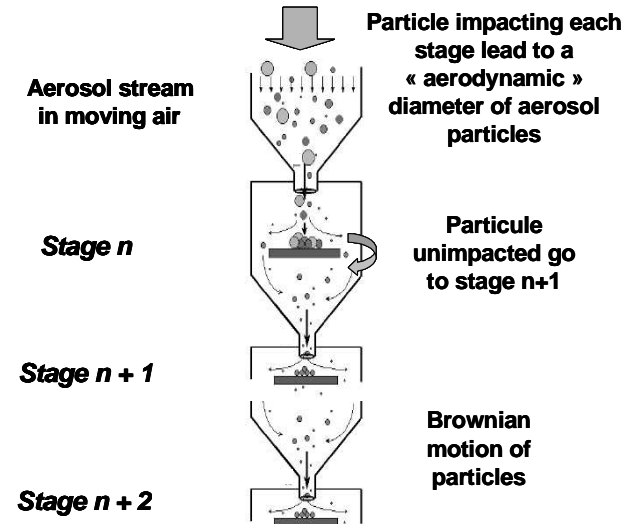 Particle impacting each
stage lead to a
« aerodynamic »
diameter of aerosol
particles
Aerosol stream
in moving air
Stage n
Particule
unimpacted go
to stage n+1
Stage n + 1
Brownian
motion of
particles
Stage n + 2